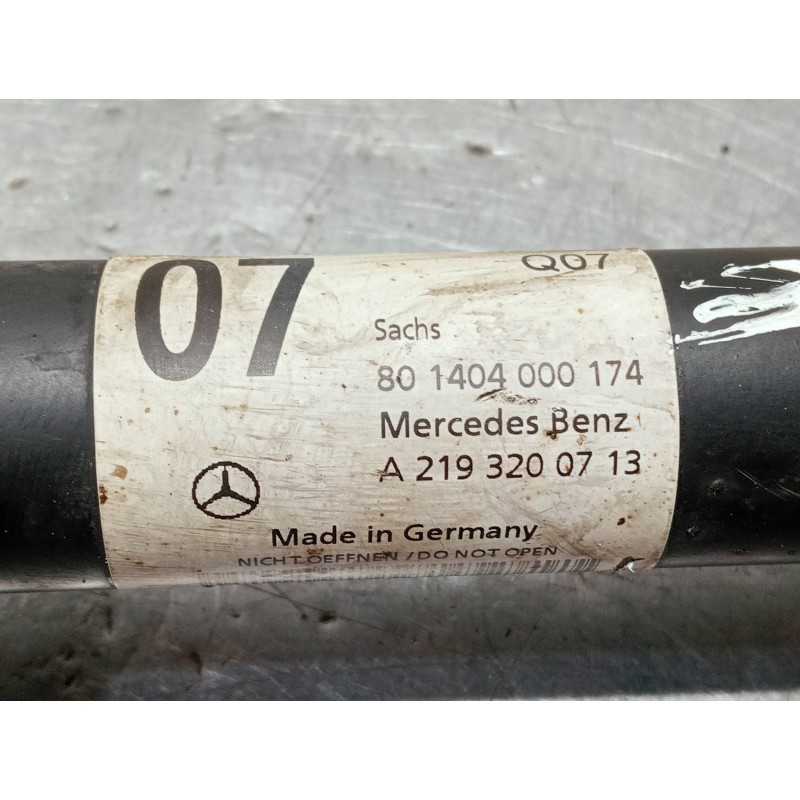 07
Q07
Sachs
80 1404 000 174
Mercedes Benz
A 219 320 07 13
Made in Germany
NICHT OEFFNEN / DO NOT OPEN